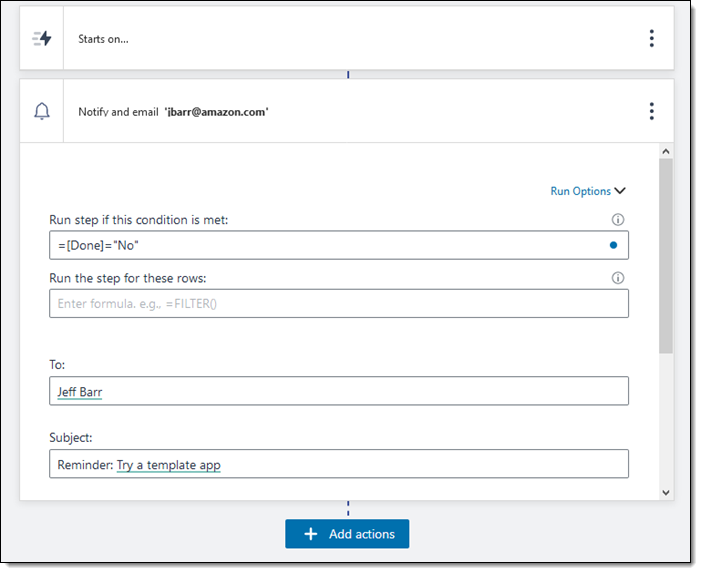 Starts on...
Notify and email 'jbarr@amazon.com'
Run Options
Run step if this condition is met:
=[Done]="No"
Run the step for these rows:
Enter formula. e.g., =FILTER()
To:
Jeff Barr
Subject:
Reminder: Try a template app
Add actions